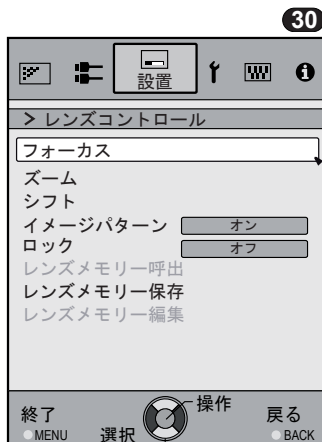 30
設置
> レンズコントロール
フォーカス
ズーム
シフト
イメージパターン オン
ロック オフ
レンズメモリー呼出
レンズメモリー保存
レンズメモリー編集
操作
終了 戻る
MENU 選択 BACK